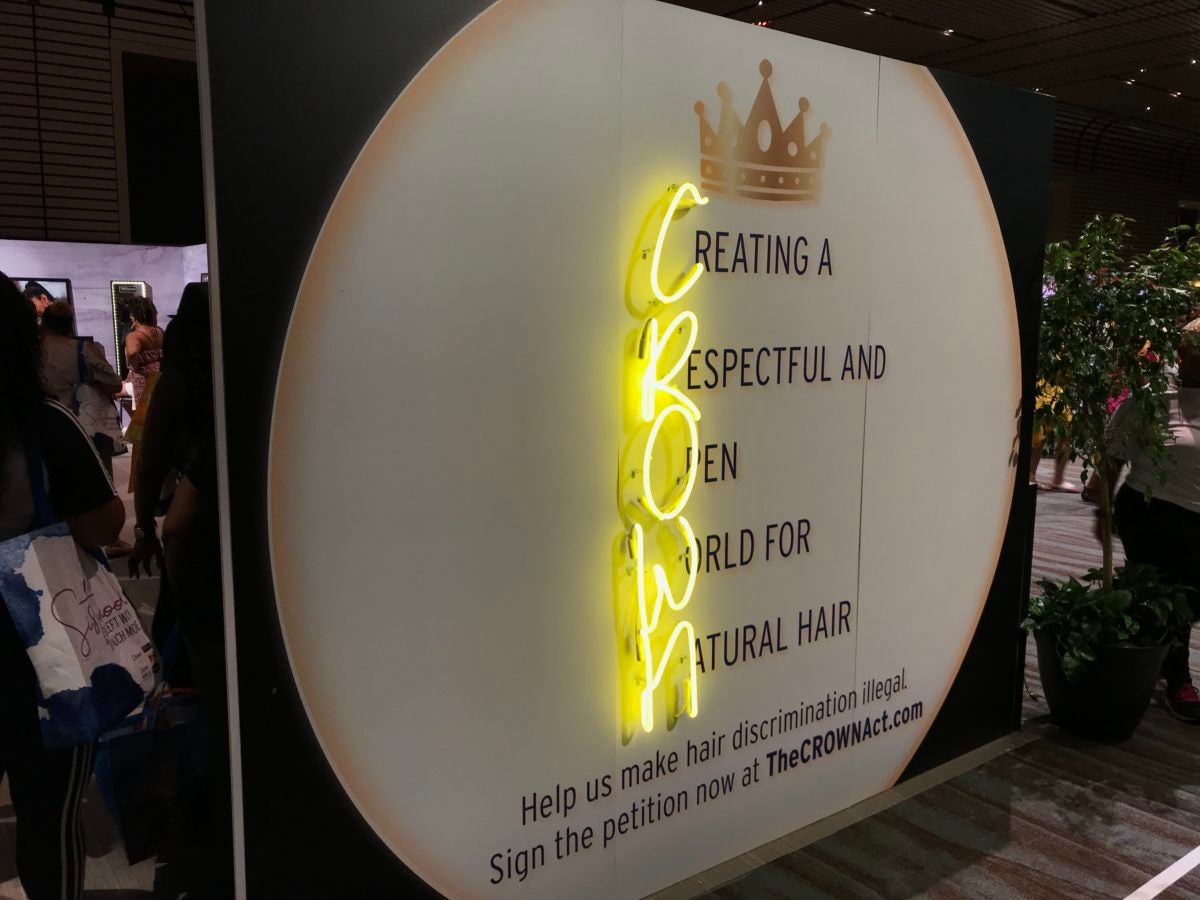 CREATING A
RESPECTFUL AND
OPEN
WORLD FOR
NATURAL HAIR
Help us make hair discrimination illegal.
Sign the petition now at TheCROWNAct.com